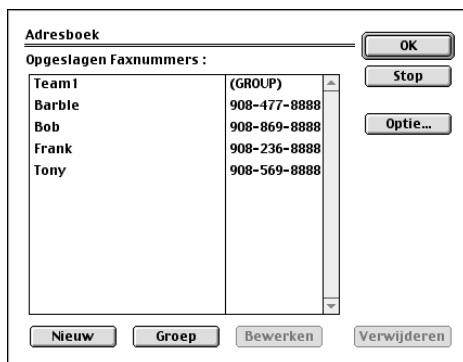 Adresboek
OK
Opgeslagen Faxnummers :
Stop
Team1 (GROUP)
Barble 908-477-8888
Bob 908-869-8888
Optie...
Frank 908-236-8888
Tony 908-569-8888
Nieuw Groep Bewerken Verwijderen